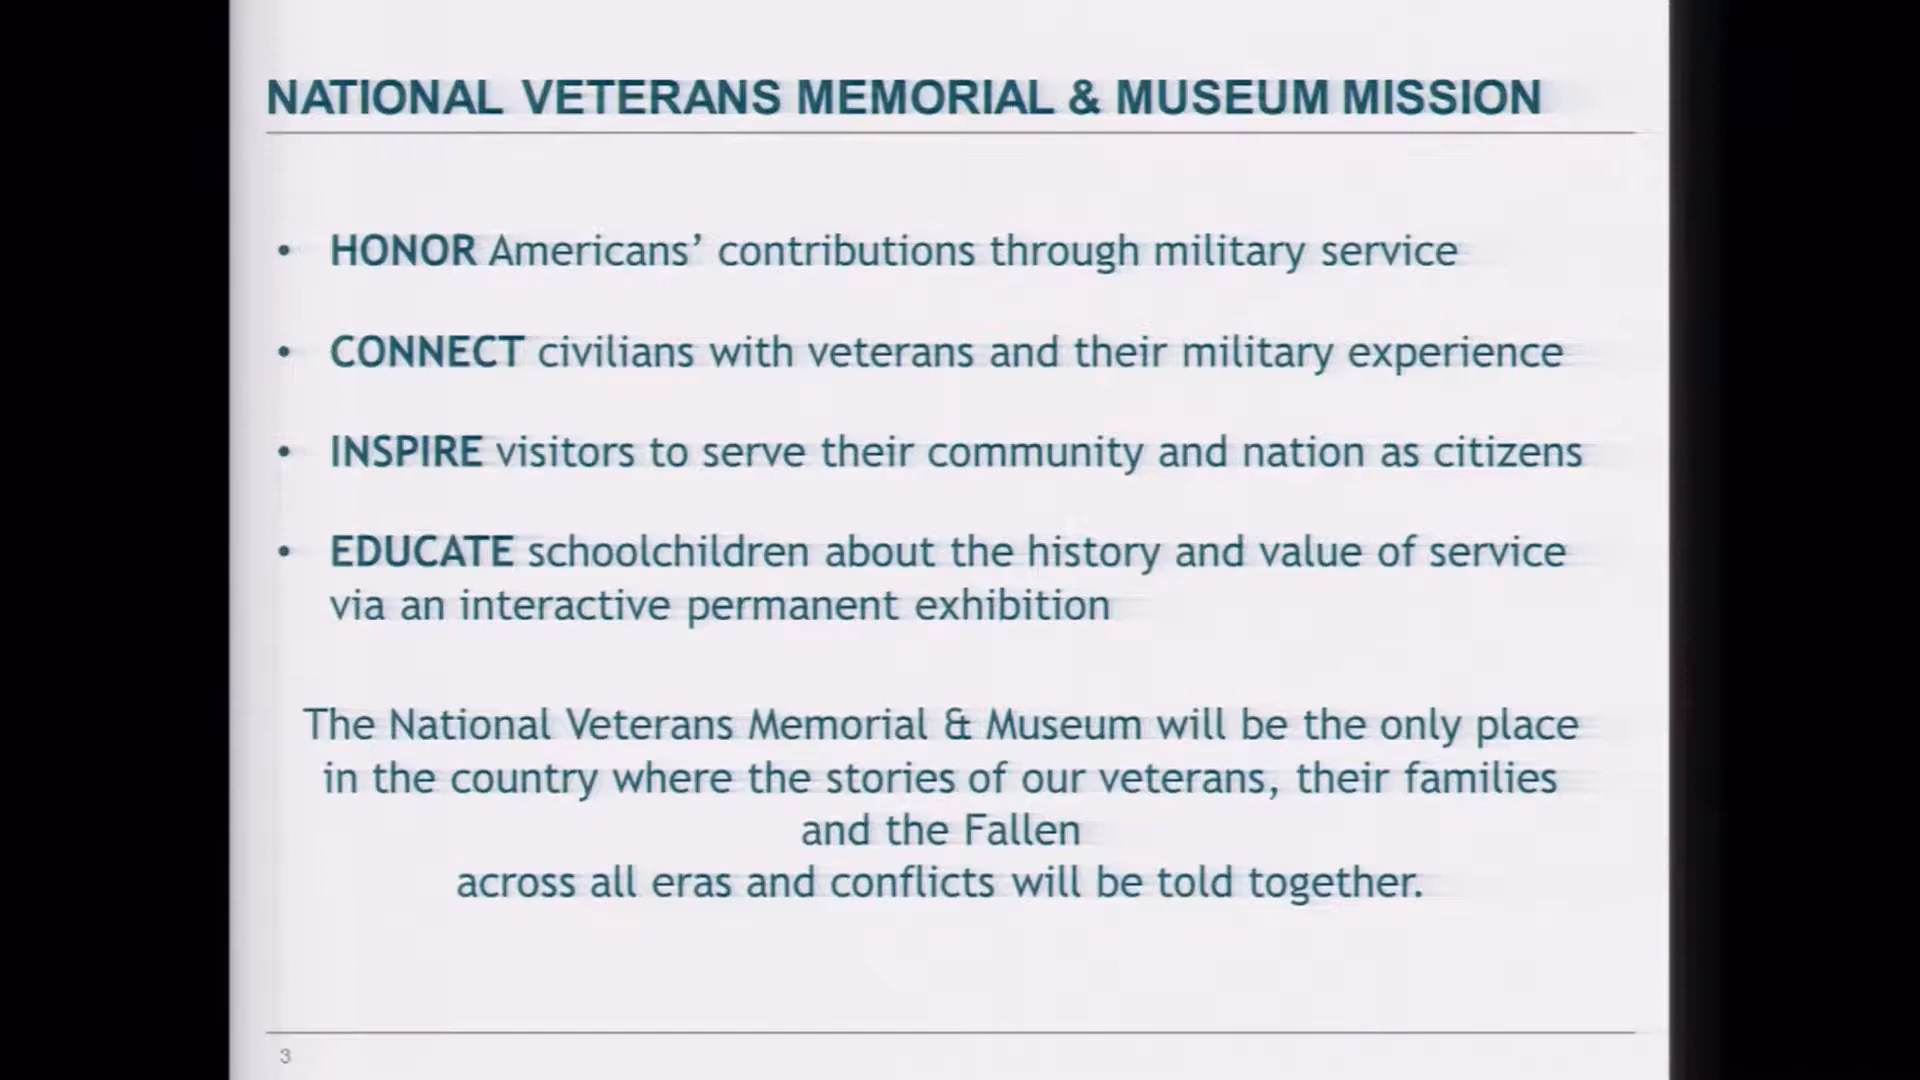 NATIONAL VETERANS MEMORIAL & MUSEUM MISSION
• HONOR Americans’ contributions through military service
• CONNECT civilians with veterans and their military experience
• INSPIRE visitors to serve their community and nation as citizens
• EDUCATE schoolchildren about the history and value of service
via an interactive permanent exhibition
The National Veterans Memorial & Museum will be the only place
in the country where the stories of our veterans, their families
and the Fallen
across all eras and conflicts will be told together.
3